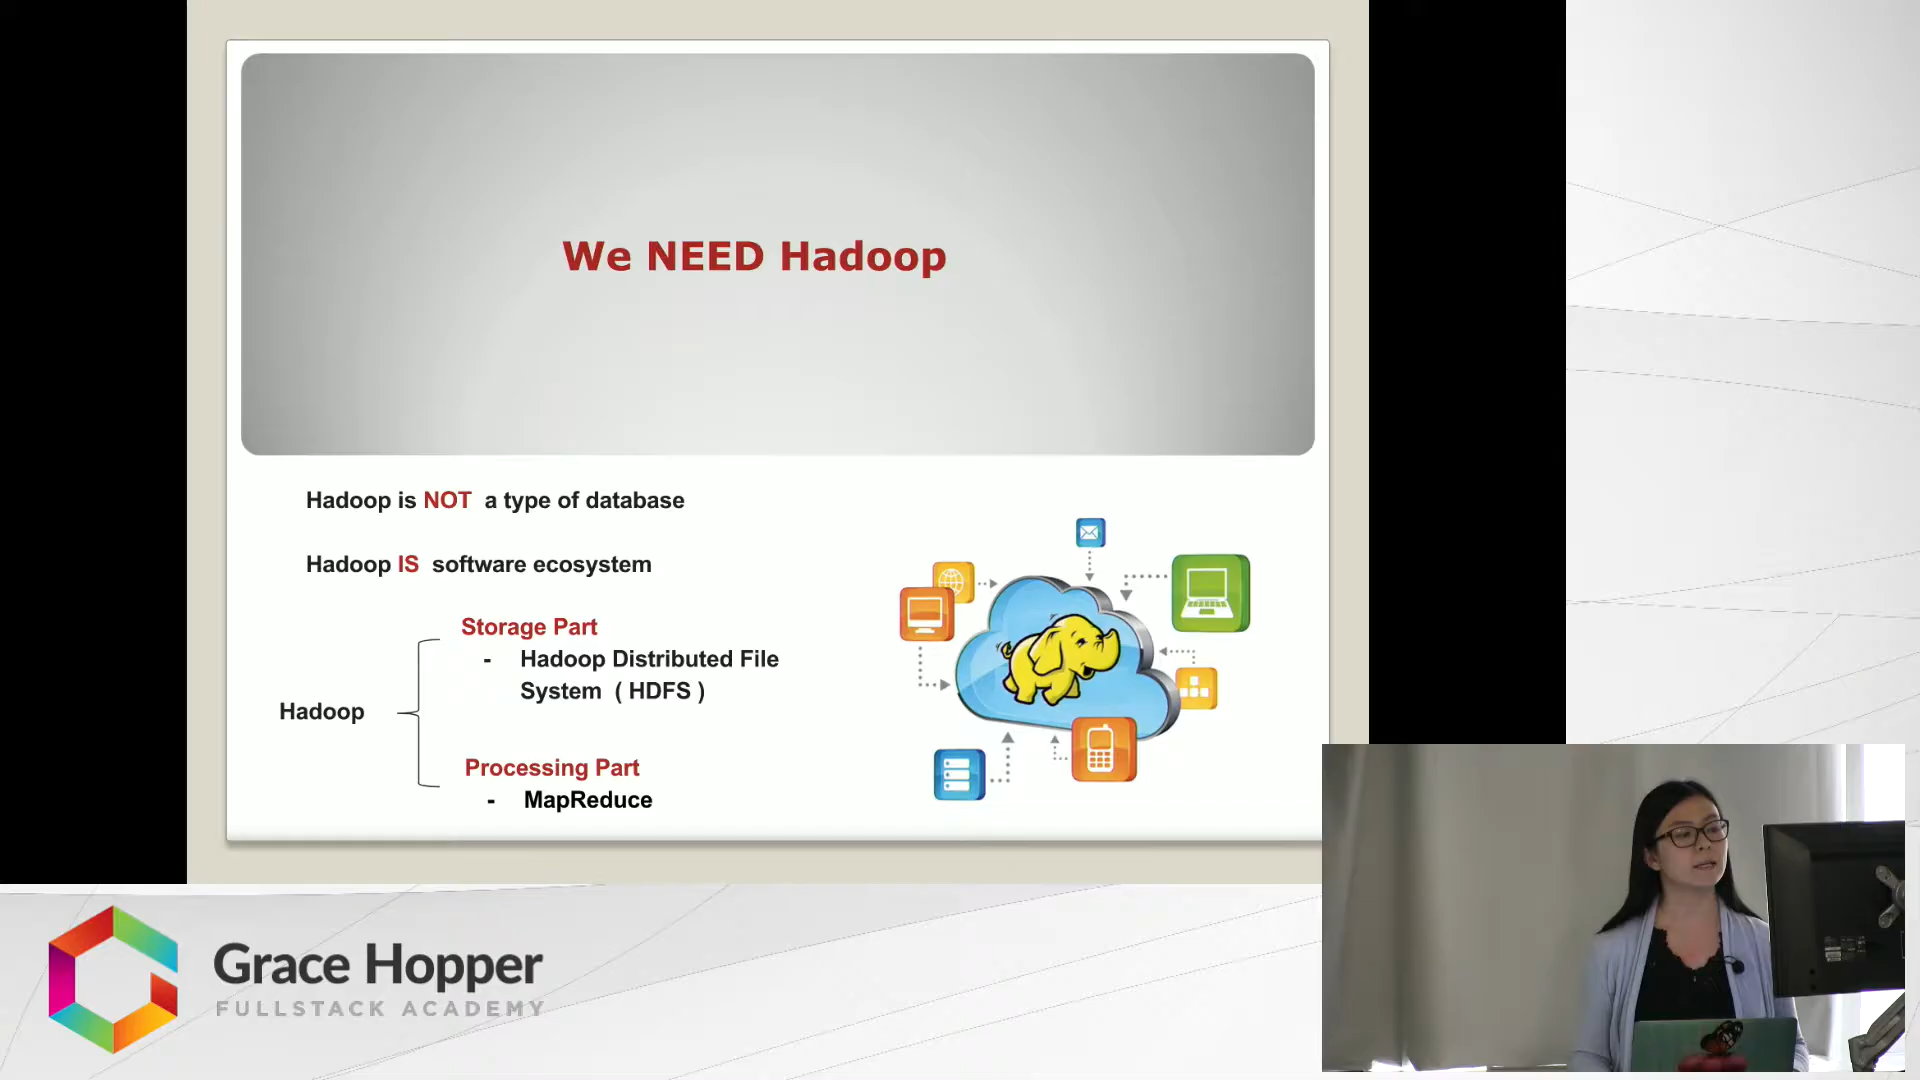 We NEED Hadoop
Hadoop is NOT a type of database
Hadoop IS software ecosystem
Storage Part
- Hadoop Distributed File
System ( HDFS )
Hadoop
Processing Part
- MapReduce
Grace Hopper
FULLSTACK ACADEMY